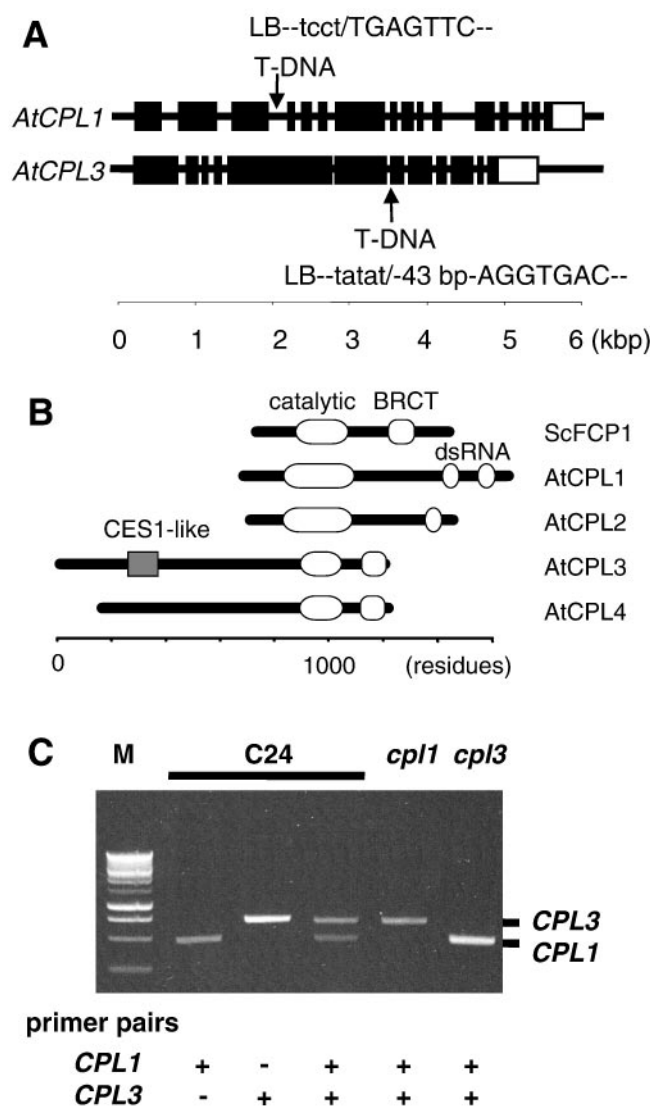 A
LB--tcct/TGAGTTC--
T-DNA
AtCPL1
AtCPL3
T-DNA
LB--tatat/-43 bp-AGGTGAC--
0 1 2 3 4 5 6 (kbp)
B
catalytic BRCT
ScFCP1
dsRNA
AtCPL1
AtCPL2
CES1-like
AtCPL3
AtCPL4
0 1000 (residues)
C
M C24 cpl1 cpl3
CPL3
CPL1
primer pairs
CPL1 + - + + +
CPL3 - + + + +